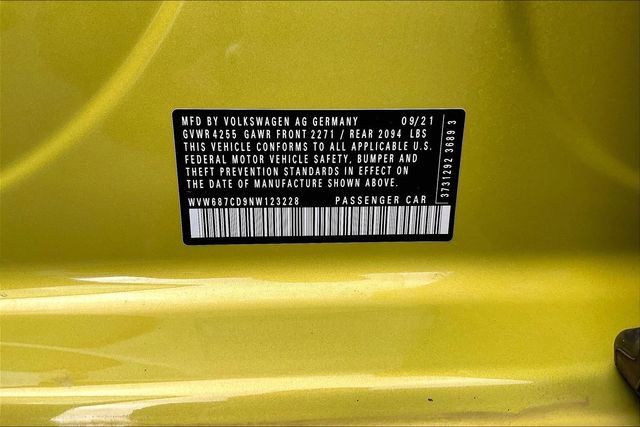 MFD BY VOLKSWAGEN AG GERMANY 09/21
GVWR 4255 GAWR FRONT 2271 / REAR 2094 LBS
THIS VEHICLE CONFORMS TO ALL APPLICABLE U.S.
FEDERAL MOTOR VEHICLE SAFETY, BUMPER AND
THEFT PREVENTION STANDARDS IN EFFECT ON
THE DATE OF MANUFACTURE SHOWN ABOVE.
WVW687CD9NW123228 PASSENGER CAR
3731292 3689 3